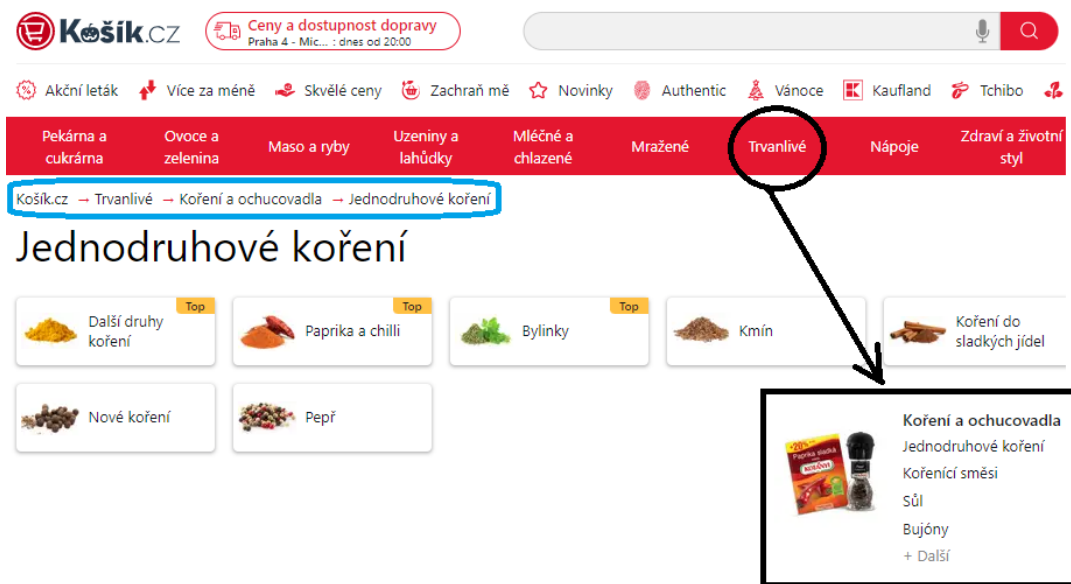 Košík.cz
Ceny a dostupnost dopravy
Praha 4 - Mic... : dnes od 20:00
Akční leták
Více za méně
Skvělé ceny
Zachraň mě
Novinky
Authentic
Vánoce
Kaufland
Tchibo
Pekárna a
cukrárna
Ovoce a
zelenina
Maso a ryby
Uzeniny a
lahůdky
Mléčné a
chlazené
Mražené
Trvanlivé
Nápoje
Zdraví a životní
styl
Košík.cz → Trvanlivé → Koření a ochucovadla → Jednodruhové koření
Jednodruhové koření
Top
Další druhy
koření
Top
Paprika a chilli
Top
Bylinky
Kmín
Koření do
sladkých jídel
Nové koření
Pepř
+20%
Paprika sladká
KOTÁNYI
Koření a ochucovadla
Jednodruhové koření
Kořenící směsi
Sůl
Bujóny
+ Další